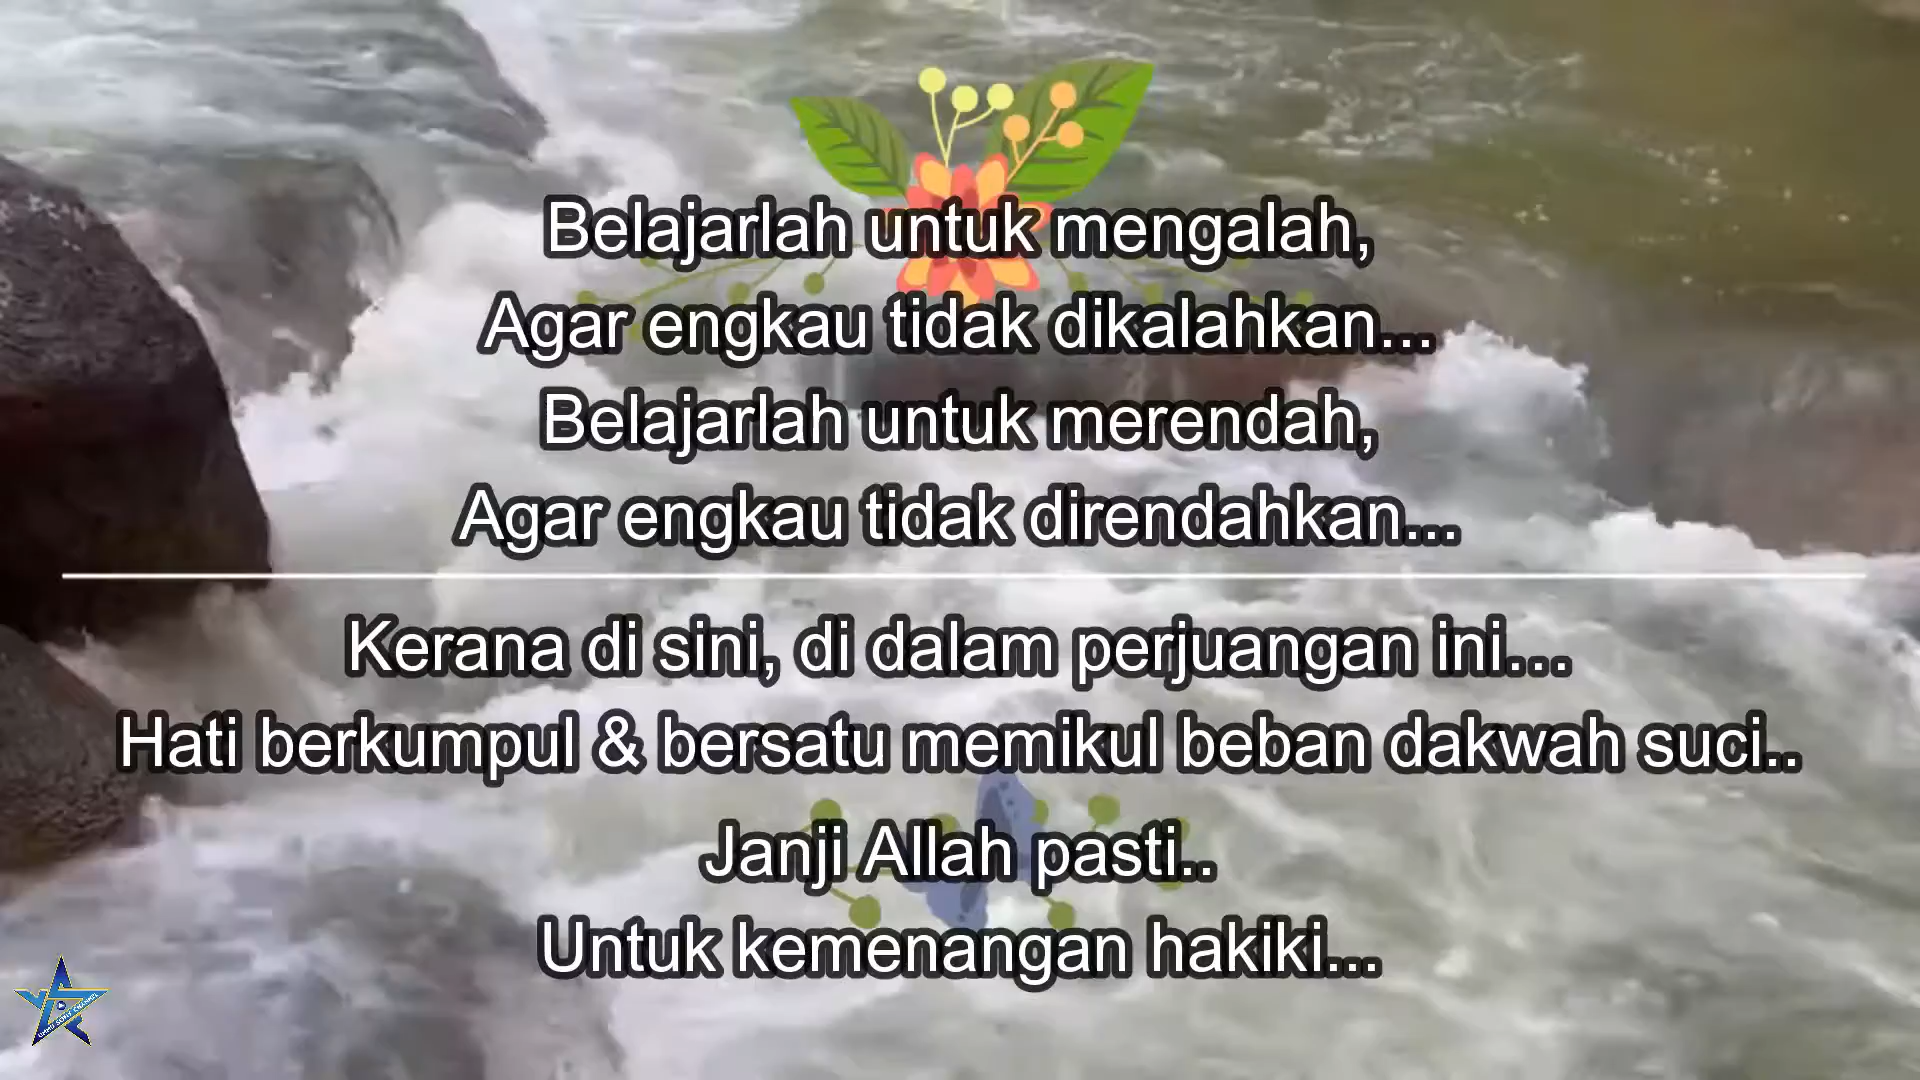 Belajarlah untuk mengalah,
Agar engkau tidak dikalahkan...
Belajarlah untuk merendah,
Agar engkau tidak direndahkan...
Kerana di sini, di dalam perjuangan ini...
Hati berkumpul & bersatu memikul beban dakwah suci..
Janji Allah pasti..
Untuk kemenangan hakiki...